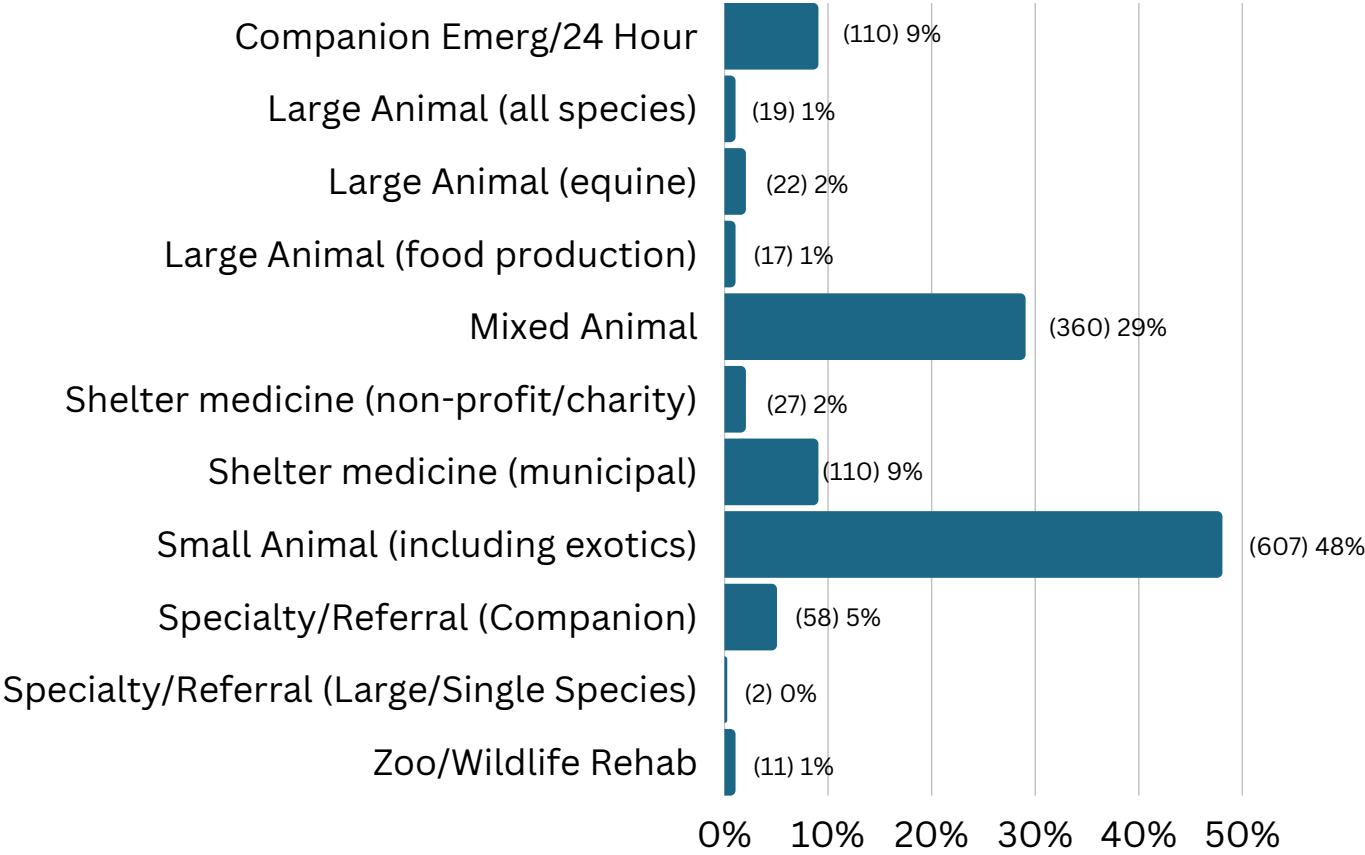 Companion Emerg/24 Hour (110) 9%
Large Animal (all species) (19) 1%
Large Animal (equine) (22) 2%
Large Animal (food production) (17) 1%
Mixed Animal (360) 29%
Shelter medicine (non-profit/charity) (27) 2%
Shelter medicine (municipal) (110) 9%
Small Animal (including exotics) (607) 48%
Specialty/Referral (Companion) (58) 5%
Specialty/Referral (Large/Single Species) (2) 0%
Zoo/Wildlife Rehab (11) 1%
0% 10% 20% 30% 40% 50%